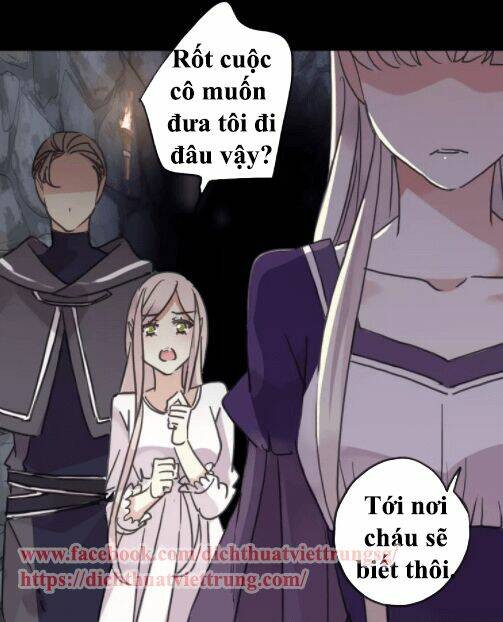 Rốt cuộc
cô muốn
đưa tôi đi
đâu vậy?
Tới nơi
cháu sẽ
biết thôi.
www.facebook.com/dichthuatviettrungsg/
https://dichthuatviettrung.com/